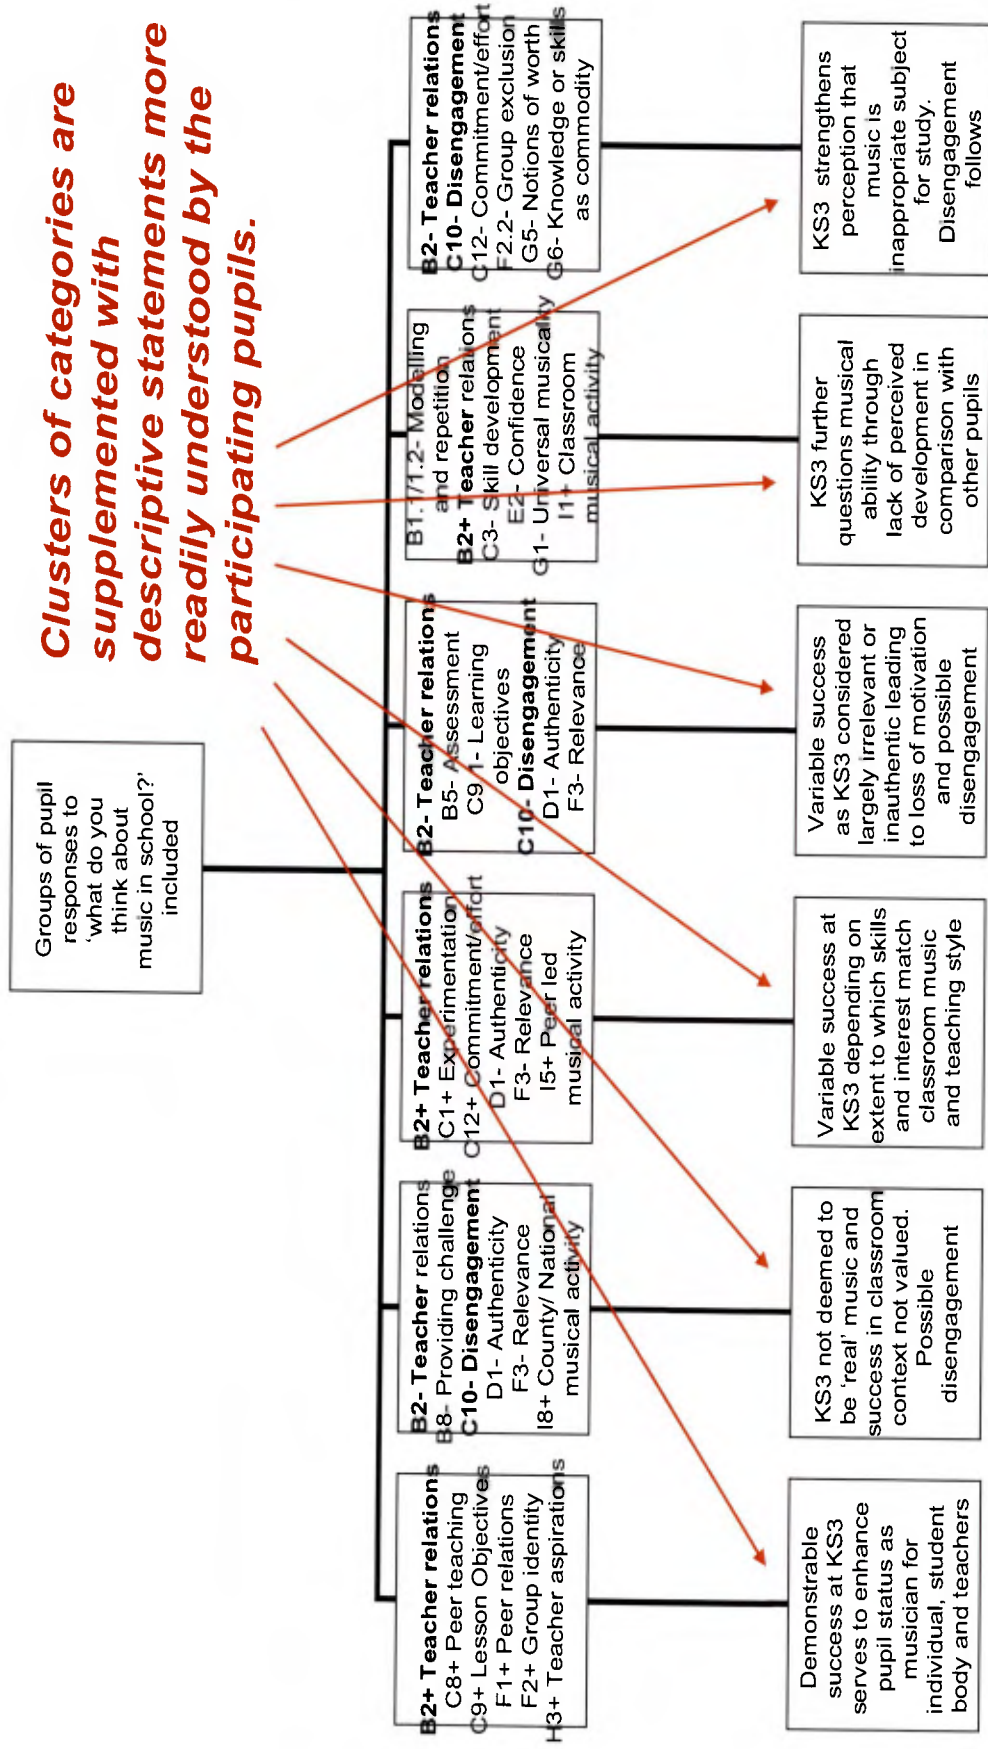 Clusters of categories are
supplemented with
descriptive statements more
readily understood by the
participating pupils.
Groups of pupil
responses to
'what do you
think about
music in school?'
included
B2+ Teacher relations
C8+ Peer teaching
C9+ Lesson Objectives
F1+ Peer relations
F2+ Group identity
H3+ Teacher aspirations
B2- Teacher relations
B8- Providing challenge
C10- Disengagement
D1- Authenticity
F3- Relevance
I8+ County/ National
musical activity
B2+ Teacher relations
C1+ Experimentation
C12+ Commitment/effort
D1- Authenticity
F3- Relevance
I5+ Peer led
musical activity
B2- Teacher relations
B5- Assessment
C9.1- Learning
objectives
C10- Disengagement
D1- Authenticity
F3- Relevance
B1.1/1.2- Modelling
and repetition
B2+ Teacher relations
C3- Skill development
E2- Confidence
G1- Universal musicality
I1+ Classroom
musical activity
B2- Teacher relations
C10- Disengagement
C12- Commitment/effort
F2.2- Group exclusion
G5- Notions of worth
G6- Knowledge or skills
as commodity
Demonstrable
success at KS3
serves to enhance
pupil status as
musician for
individual, student
body and teachers
KS3 not deemed to
be 'real' music and
success in classroom
context not valued.
Possible
disengagement
Variable success at
KS3 depending on
extent to which skills
and interest match
classroom music
and teaching style
Variable success
as KS3 considered
largely irrelevant or
inauthentic leading
to loss of motivation
and possible
disengagement
KS3 further
questions musical
ability through
lack of perceived
development in
comparison with
other pupils
KS3 strengthens
perception that
music is
inappropriate subject
for study.
Disengagement
follows